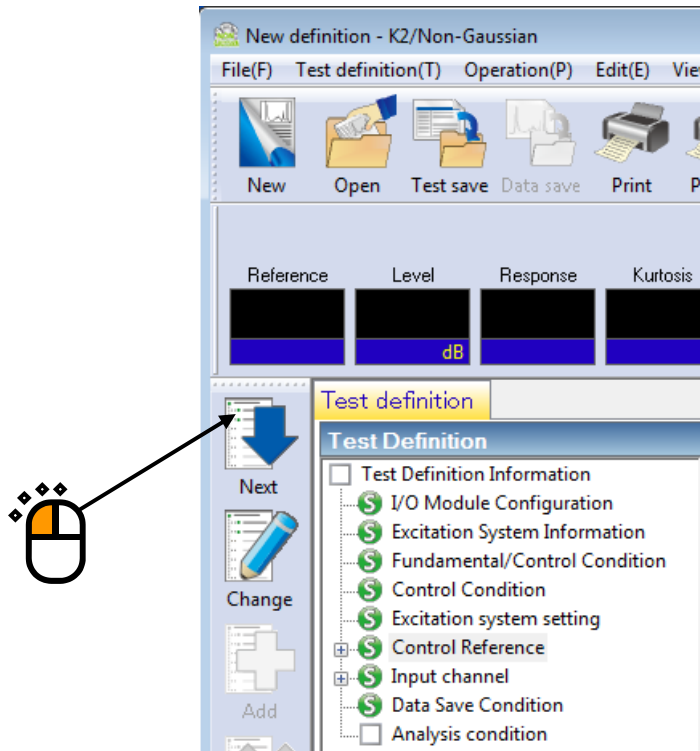 New definition - K2/Non-Gaussian
File(F) Test definition(T) Operation(P) Edit(E) Vie
New Open Test save Data save Print P
Reference Level Response Kurtosis
dB
Test definition
Test Definition
Next
Change
Add
Test Definition Information
S I/O Module Configuration
S Excitation System Information
S Fundamental/Control Condition
S Control Condition
S Excitation system setting
S Control Reference
S Input channel
S Data Save Condition
Analysis condition